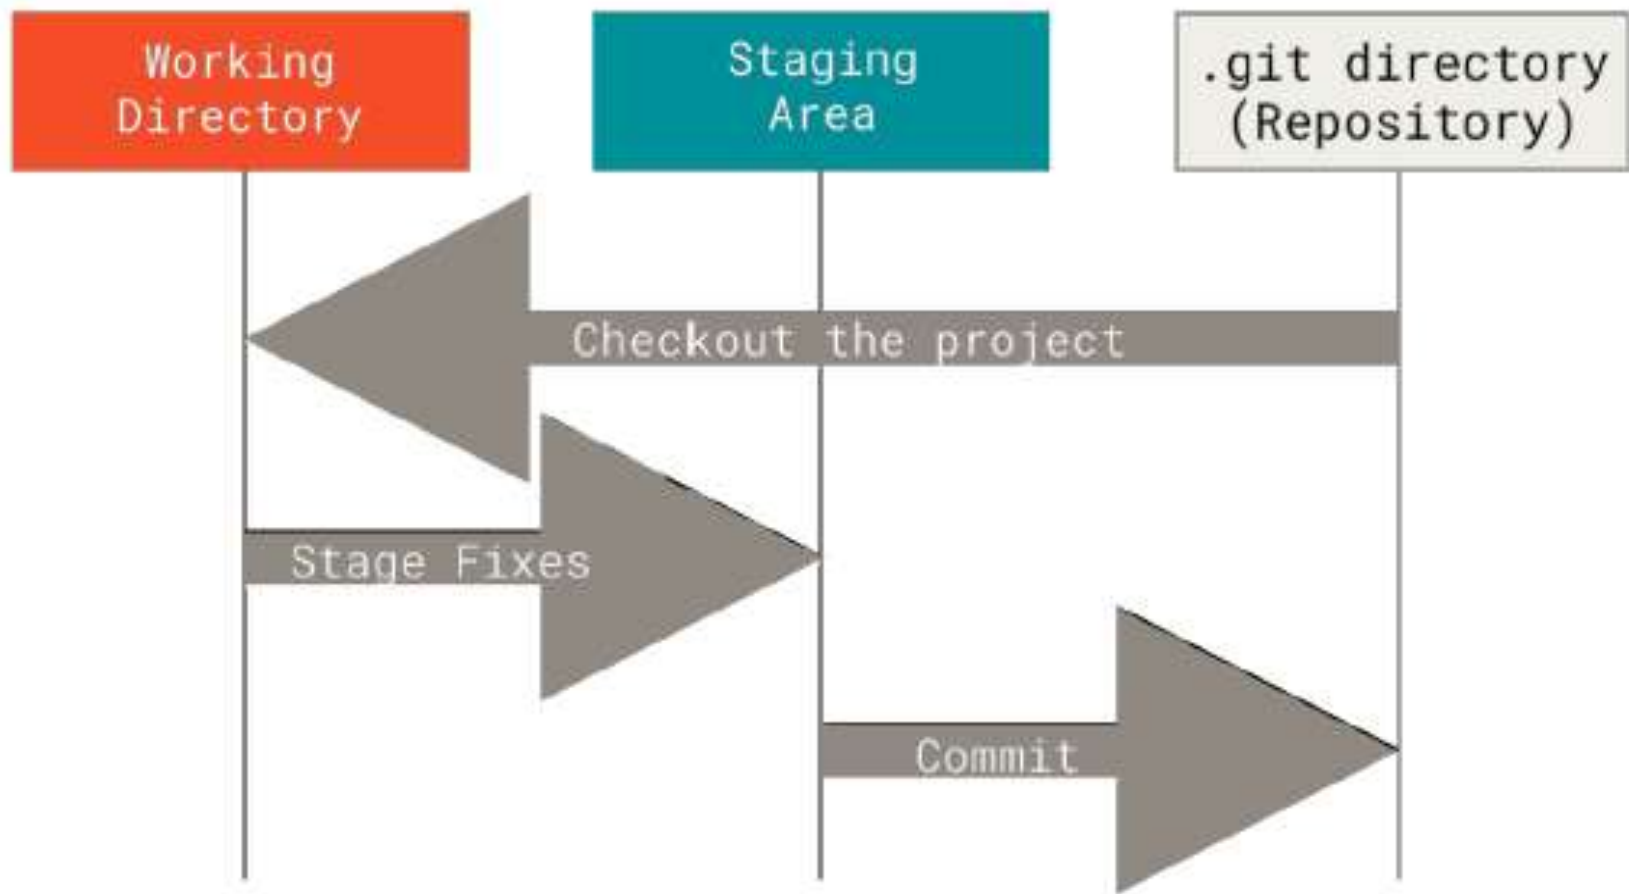 Working
Directory
Staging
Area
.git directory
(Repository)
Checkout the project
Stage Fixes
Commit